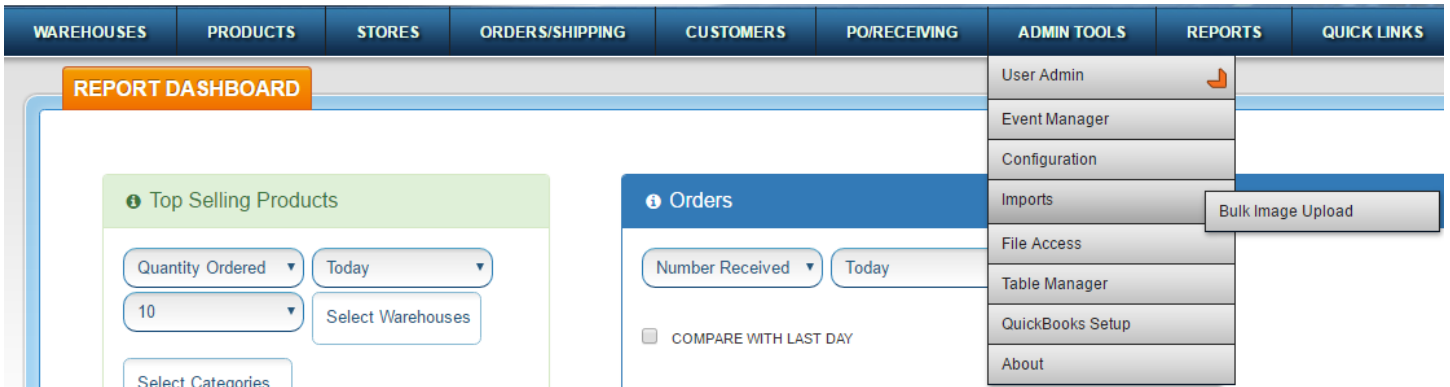 WAREHOUSES PRODUCTS STORES ORDERS/SHIPPING CUSTOMERS PO/RECEIVING ADMIN TOOLS REPORTS QUICK LINKS
REPORT DASHBOARD
Top Selling Products
Quantity Ordered Today
10 Select Warehouses
Select Categories
Orders
Number Received Today
COMPARE WITH LAST DAY
User Admin
Event Manager
Configuration
Imports
Bulk Image Upload
File Access
Table Manager
QuickBooks Setup
About